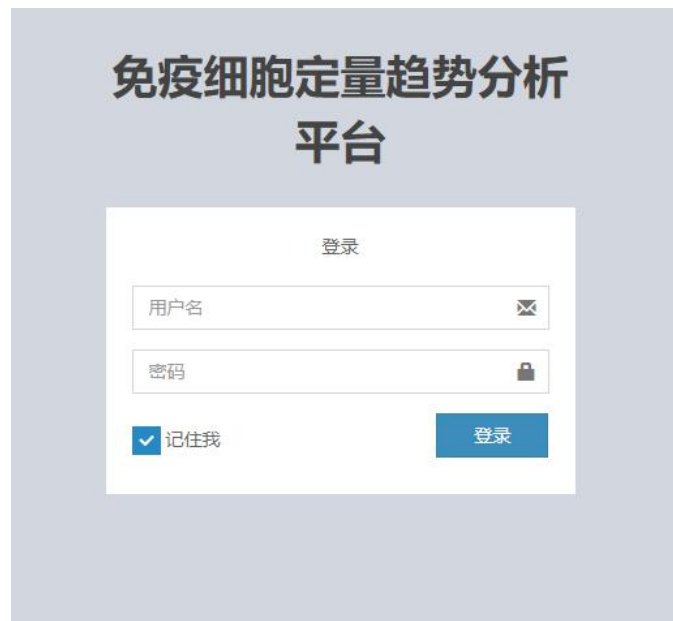 免疫细胞定量趋势分析
平台
登录
用户名
密码
记住我
登录